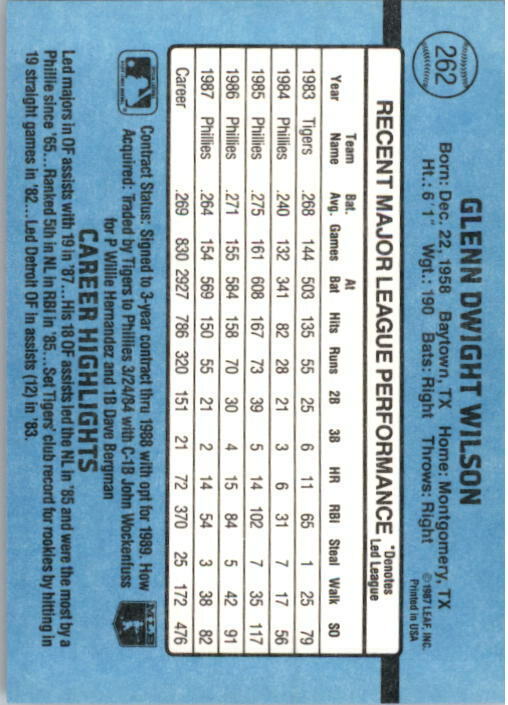 262
GLENN DWIGHT WILSON
Born: Dec. 22, 1958 Baytown, TX Home: Montgomery, TX
Ht.: 6'1" Wgt.: 190 Bats: Right Throws: Right
©1987 LEAF, INC.
Printed in USA
RECENT MAJOR LEAGUE PERFORMANCE *Denotes Led League
Year Team Name Bat. Avg. Games At Bat Hits Runs 2B 3B HR RBI Steal Walk SO
1983 Tigers .268 144 503 135 55 25 6 11 65 1 25 79
1984 Phillies .240 132 341 82 28 21 3 6 31 7 17 56
1985 Phillies .275 161 608 167 73 39 5 14 102 7 35 117
1986 Phillies .271 155 584 158 70 30 4 15 84 5 42 91
1987 Phillies .264 154 569 150 55 21 2 14 54 3 38 82
Career .269 830 2927 786 320 151 21 72 370 25 172 476
Contract Status: Signed to 3-year contract thru 1988 with opt for 1999. How
Acquired: Traded by Tigers to Phillies 3/24/84 with C-1B John Wockenfuss
for P Willie Hernandez and 1B Dave Bergman
MLB
CAREER HIGHLIGHTS
Led majors in OF assists with 19 in '87...His 18 OF assists led the NL in '85 and were the most by a
Phillie since '65...Ranked 5th in NL in RBI in '85...Set Tigers' club record for rookies by hitting in
19 straight games in '82...Led Detroit OF in assists (12) in '83.